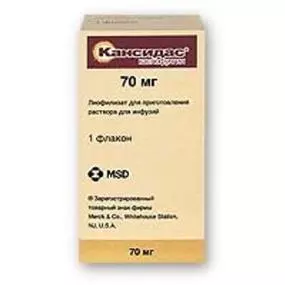 Кансидас®
каспофунгин
70 мг
Лиофилизат для приготовления
раствора для инфузий
1 флакон
MSD
® Зарегистрированный
товарный знак фирмы
Merck & Co., Whitehouse Station,
NJ, U.S.A.
70 мг